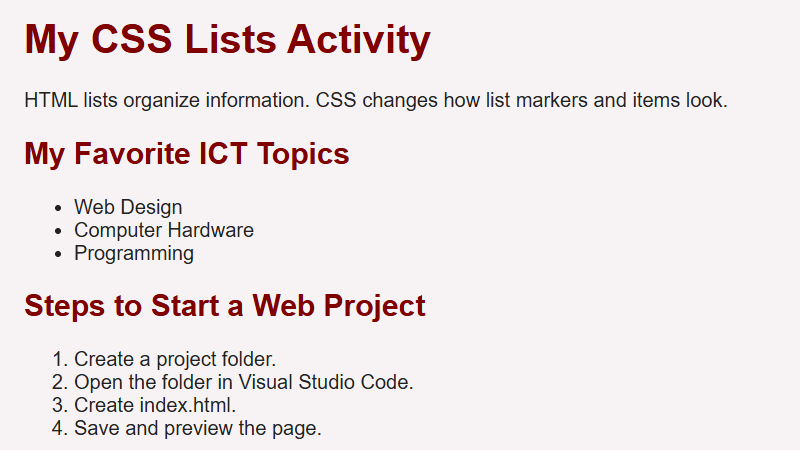 My CSS Lists Activity
HTML lists organize information. CSS changes how list markers and items look.
My Favorite ICT Topics
• Web Design
• Computer Hardware
• Programming
Steps to Start a Web Project
1. Create a project folder.
2. Open the folder in Visual Studio Code.
3. Create index.html.
4. Save and preview the page.